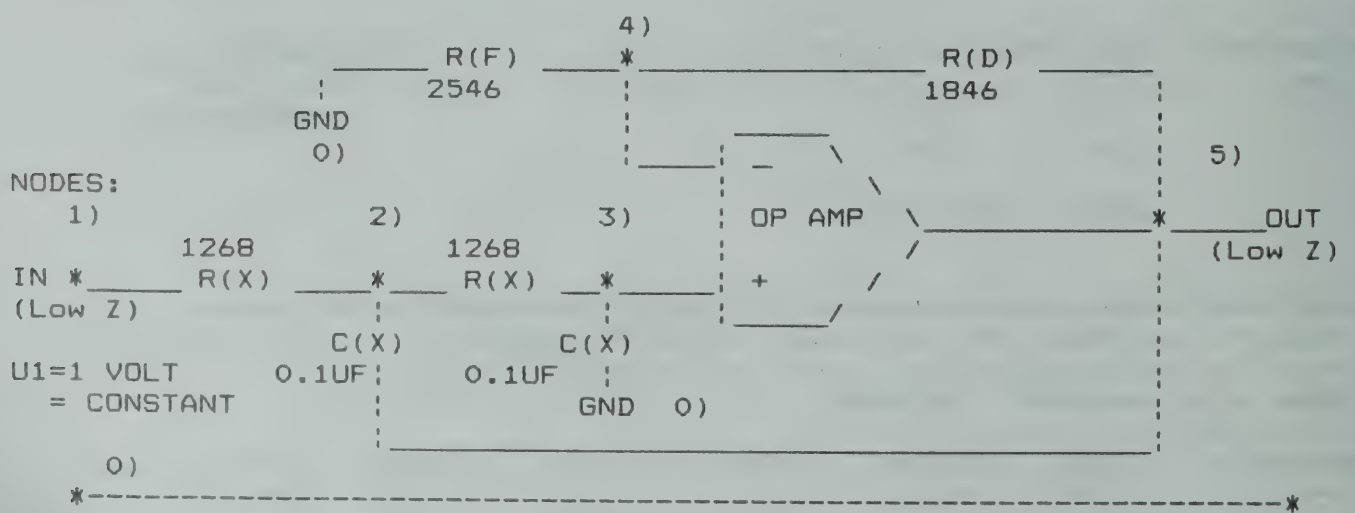 4)
R(F) * R(D)
2546 1846
GND
0) - 5)
NODES:
1) 2) 3) OP AMP * OUT
1268 1268 (Low Z)
IN * R(X) * R(X) * +
(Low Z)
C(X) C(X)
U1=1 VOLT 0.1UF 0.1UF
= CONSTANT GND 0)
0)
* *